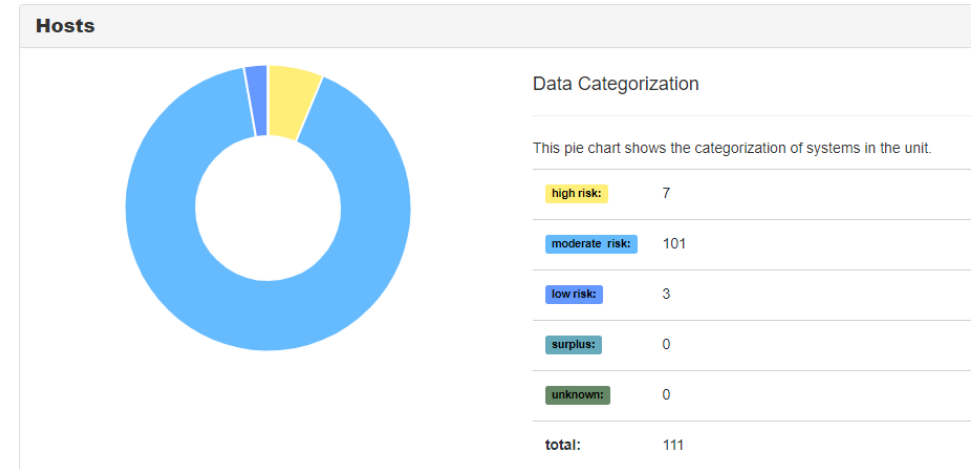 Hosts
Data Categorization
This pie chart shows the categorization of systems in the unit.
high risk: 7
moderate risk: 101
low risk: 3
surplus: 0
unknown: 0
total: 111